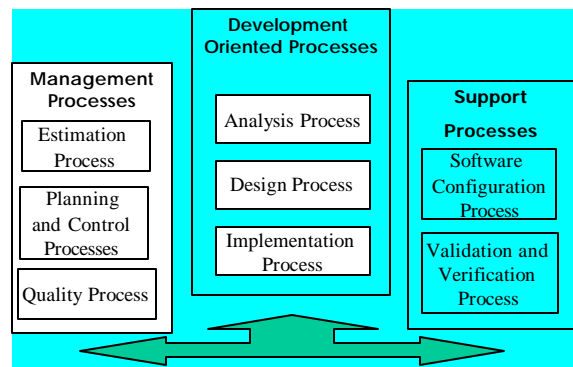 Management
Processes
Estimation
Process
Planning
and Control
Processes
Quality Process
Development
Oriented Processes
Analysis Process
Design Process
Implementation
Process
Support
Processes
Software
Configuration
Process
Validation and
Verification
Process